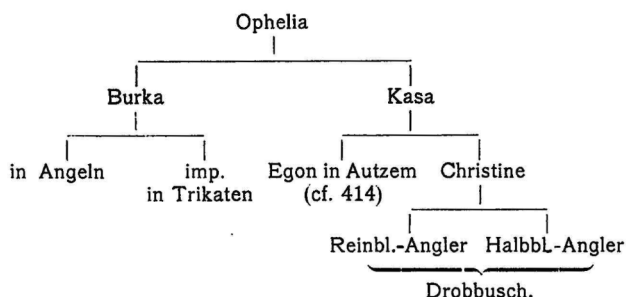 Ophelia
Burka Kasa
in Angeln imp. Egon in Autzem Christine
in Trikaten (cf. 414)
Reinbl.-Angler Halbbl.-Angler
Drobbusch.